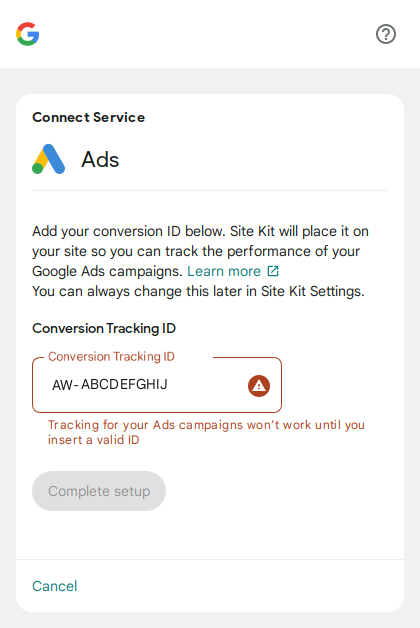 Connect Service
Ads
Add your conversion ID below. Site Kit will place it on
your site so you can track the performance of your
Google Ads campaigns. Learn more
You can always change this later in Site Kit Settings.
Conversion Tracking ID
Conversion Tracking ID
AW-ABCDEFGHIJ
Tracking for your Ads campaigns won’t work until you
insert a valid ID
Complete setup
Cancel